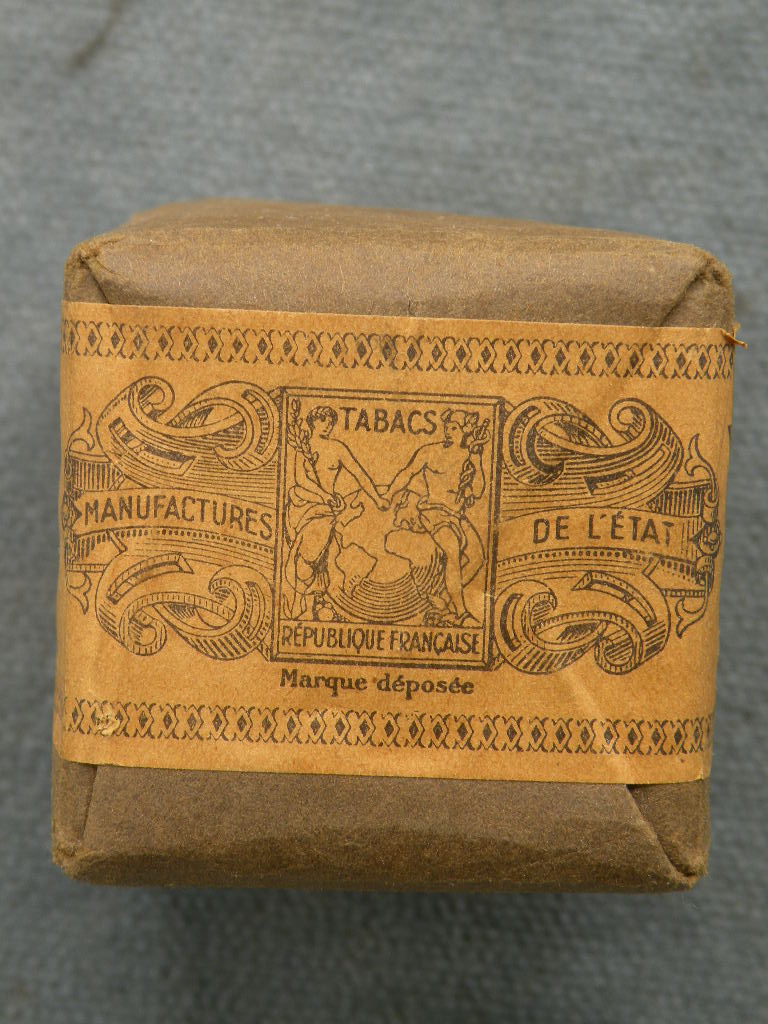 TABACS
MANUFACTURES
DE L'ÉTAT
RÉPUBLIQUE FRANÇAISE
Marque déposée